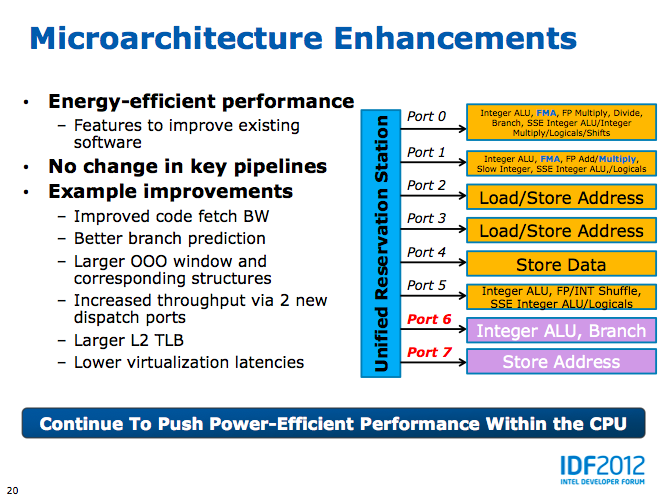 Microarchitecture Enhancements
• Energy-efficient performance
– Features to improve existing
software
• No change in key pipelines
• Example improvements
– Improved code fetch BW
– Better branch prediction
– Larger OOO window and
corresponding structures
– Increased throughput via 2 new
dispatch ports
– Larger L2 TLB
– Lower virtualization latencies
Unified Reservation Station
Port 0
Integer ALU, FMA, FP Multiply, Divide,
Branch, SSE Integer ALU/Integer
Multiply/Logicals/Shifts
Port 1
Integer ALU, FMA, FP Add/Multiply,
Slow Integer, SSE Integer ALU,/Logicals
Port 2
Load/Store Address
Port 3
Load/Store Address
Port 4
Store Data
Port 5
Integer ALU, FP/INT Shuffle,
SSE Integer ALU/Logicals
Port 6
Integer ALU, Branch
Port 7
Store Address
Continue To Push Power-Efficient Performance Within the CPU
IDF2012
INTEL DEVELOPER FORUM
20